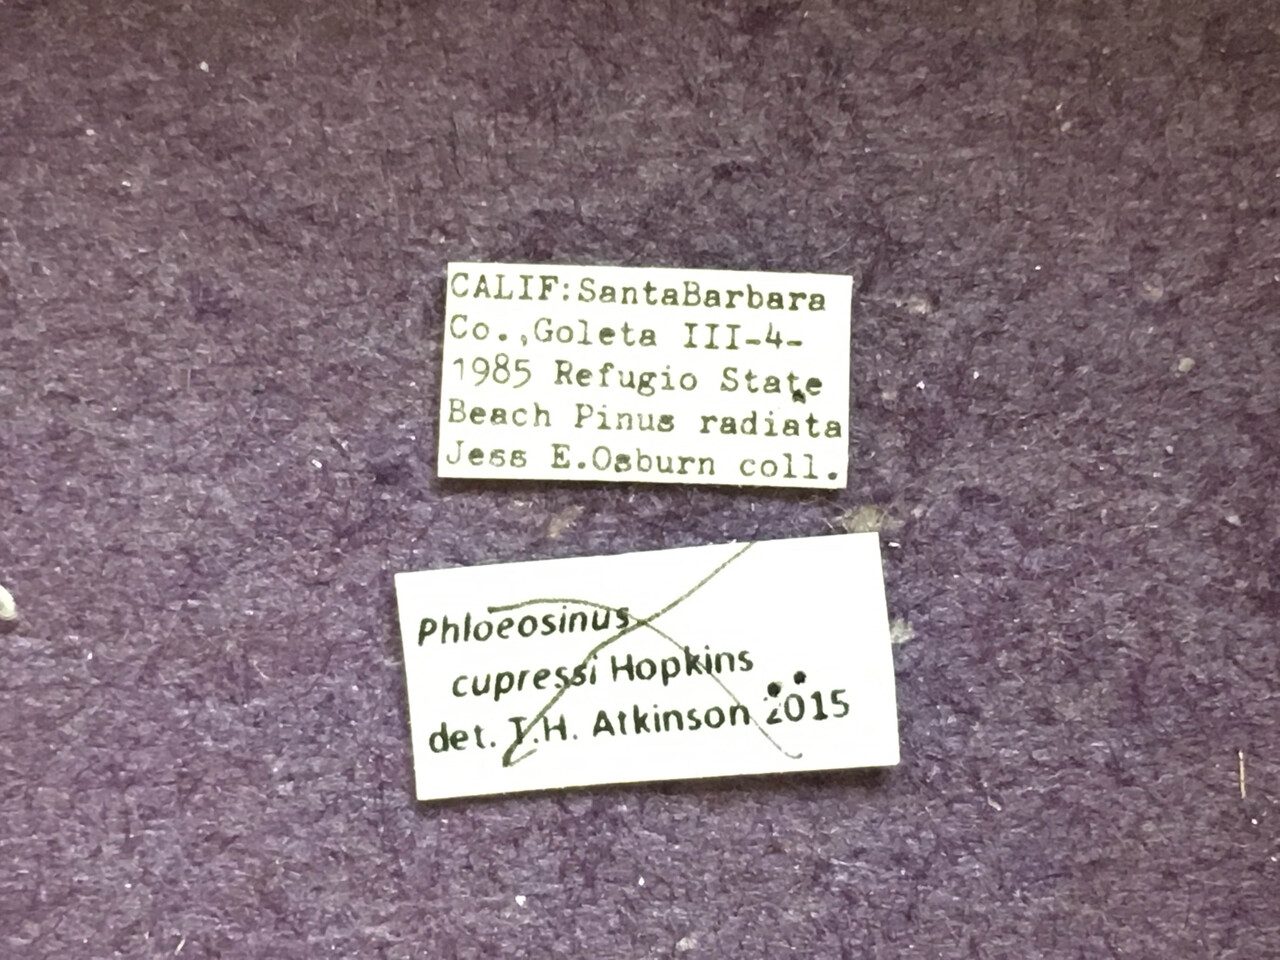 CALIF:SantaBarbara
Co.,Goleta III-4-
1985 Refugio State
Beach Pinus radiata
Jess E.Osburn coll.
Phloeosinus
cupressi Hopkins
det. T.H. Atkinson 2015